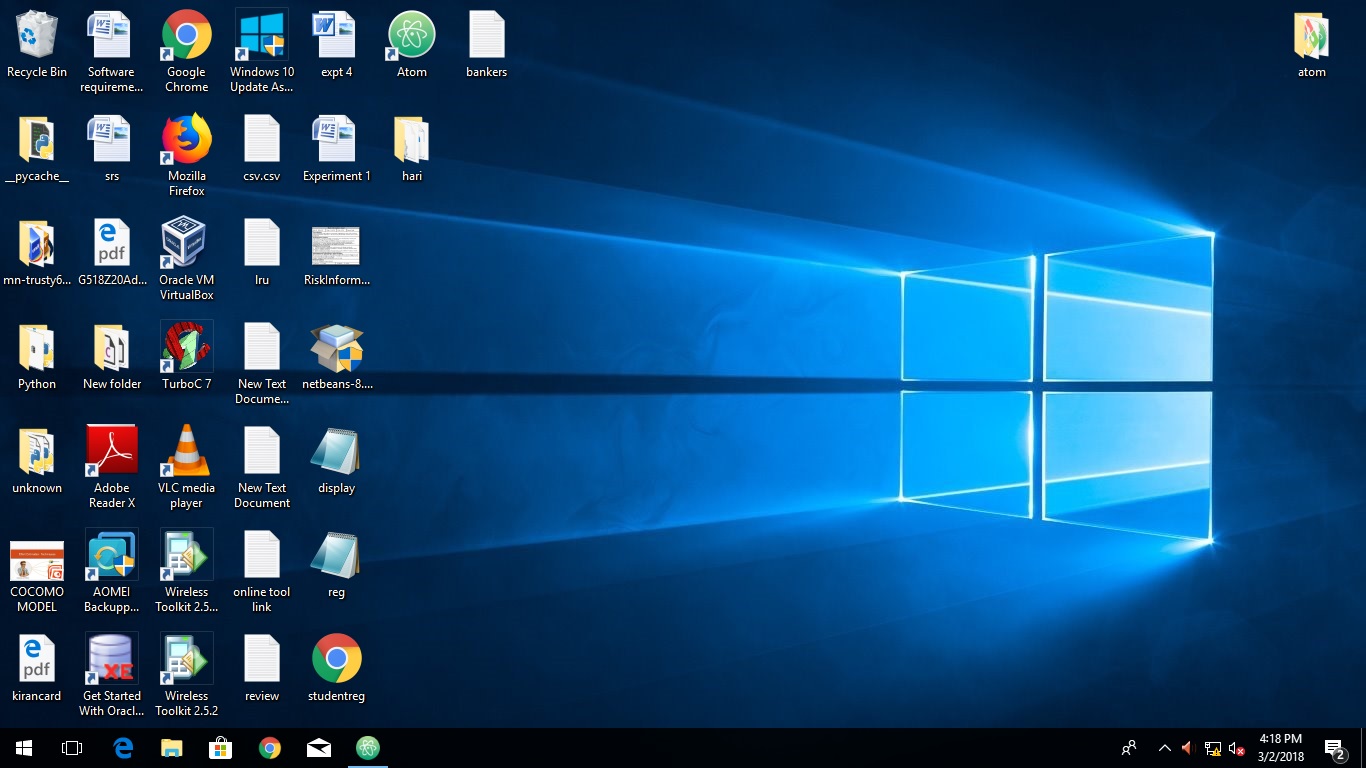 Recycle Bin
Software
requireme...
Google
Chrome
Windows 10
Update As...
expt 4
Atom
bankers
atom
__pycache__
srs
Mozilla
Firefox
csv.csv
Experiment 1
hari
mn-trusty6...
pdf
G518Z20Ad...
Oracle VM
VirtualBox
lru
RiskInform...
Python
New folder
TurboC 7
New Text
Docume...
netbeans-8....
unknown
Adobe
Reader X
VLC media
player
New Text
Document
display
COCOMO
MODEL
AOMEI
Backupp...
Wireless
Toolkit 2.5...
online tool
link
reg
pdf
kirancard
XE
Get Started
With Oracl...
Wireless
Toolkit 2.5.2
review
studentreg
4:18 PM
3/2/2018
2